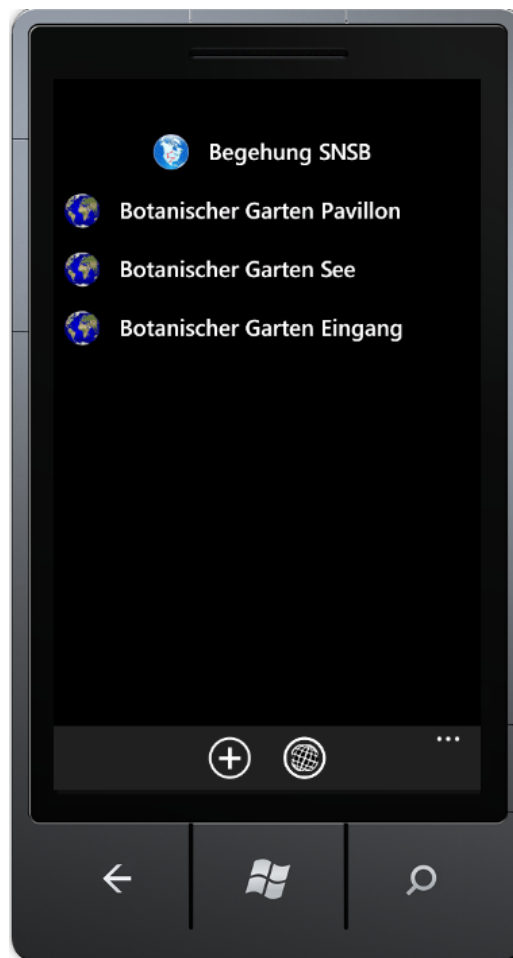 Begehung SNSB
Botanischer Garten Pavillon
Botanischer Garten See
Botanischer Garten Eingang